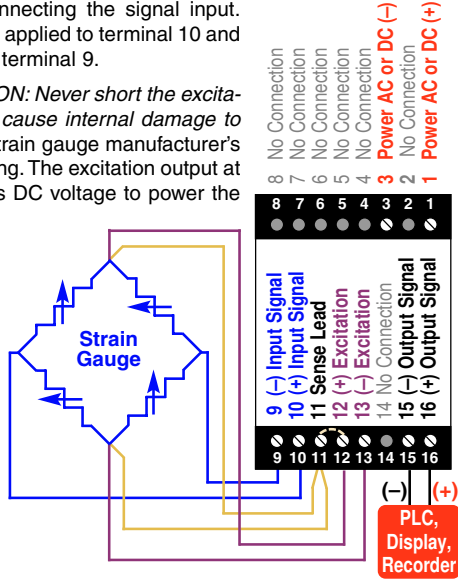 nnecting the signal input.
applied to terminal 10 and
terminal 9.
ON: Never short the excita-
cause internal damage to
train gauge manufacturer's
ng. The excitation output at
s DC voltage to power the
8 No Connection
7 No Connection
6 No Connection
5 No Connection
4 No Connection
3 Power AC or DC (–)
2 No Connection
1 Power AC or DC (+)
8 7 6 5 4 3 2 1
Strain
Gauge
9 (–) Input Signal
10 (+) Input Signal
11 Sense Lead
12 (+) Excitation
13 (–) Excitation
14 No Connection
15 (–) Output Signal
16 (+) Output Signal
9 10 11 12 13 14 15 16
(–) (+)
PLC,
Display,
Recorder